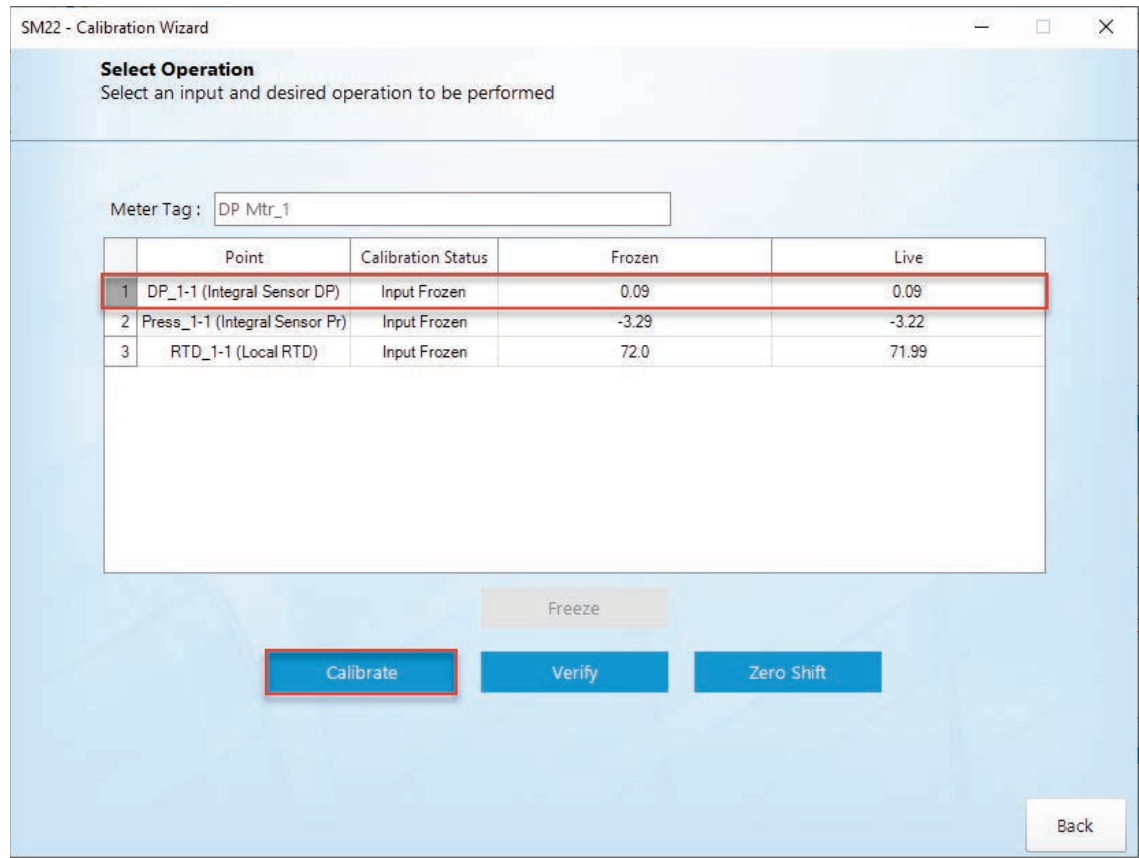 SM22 - Calibration Wizard
Select Operation
Select an input and desired operation to be performed
Meter Tag : DP Mtr_1
Point Calibration Status Frozen Live
1 DP_1-1 (Integral Sensor DP) Input Frozen 0.09 0.09
2 Press_1-1 (Integral Sensor Pr) Input Frozen -3.29 -3.22
3 RTD_1-1 (Local RTD) Input Frozen 72.0 71.99
Freeze
Calibrate Verify Zero Shift
Back